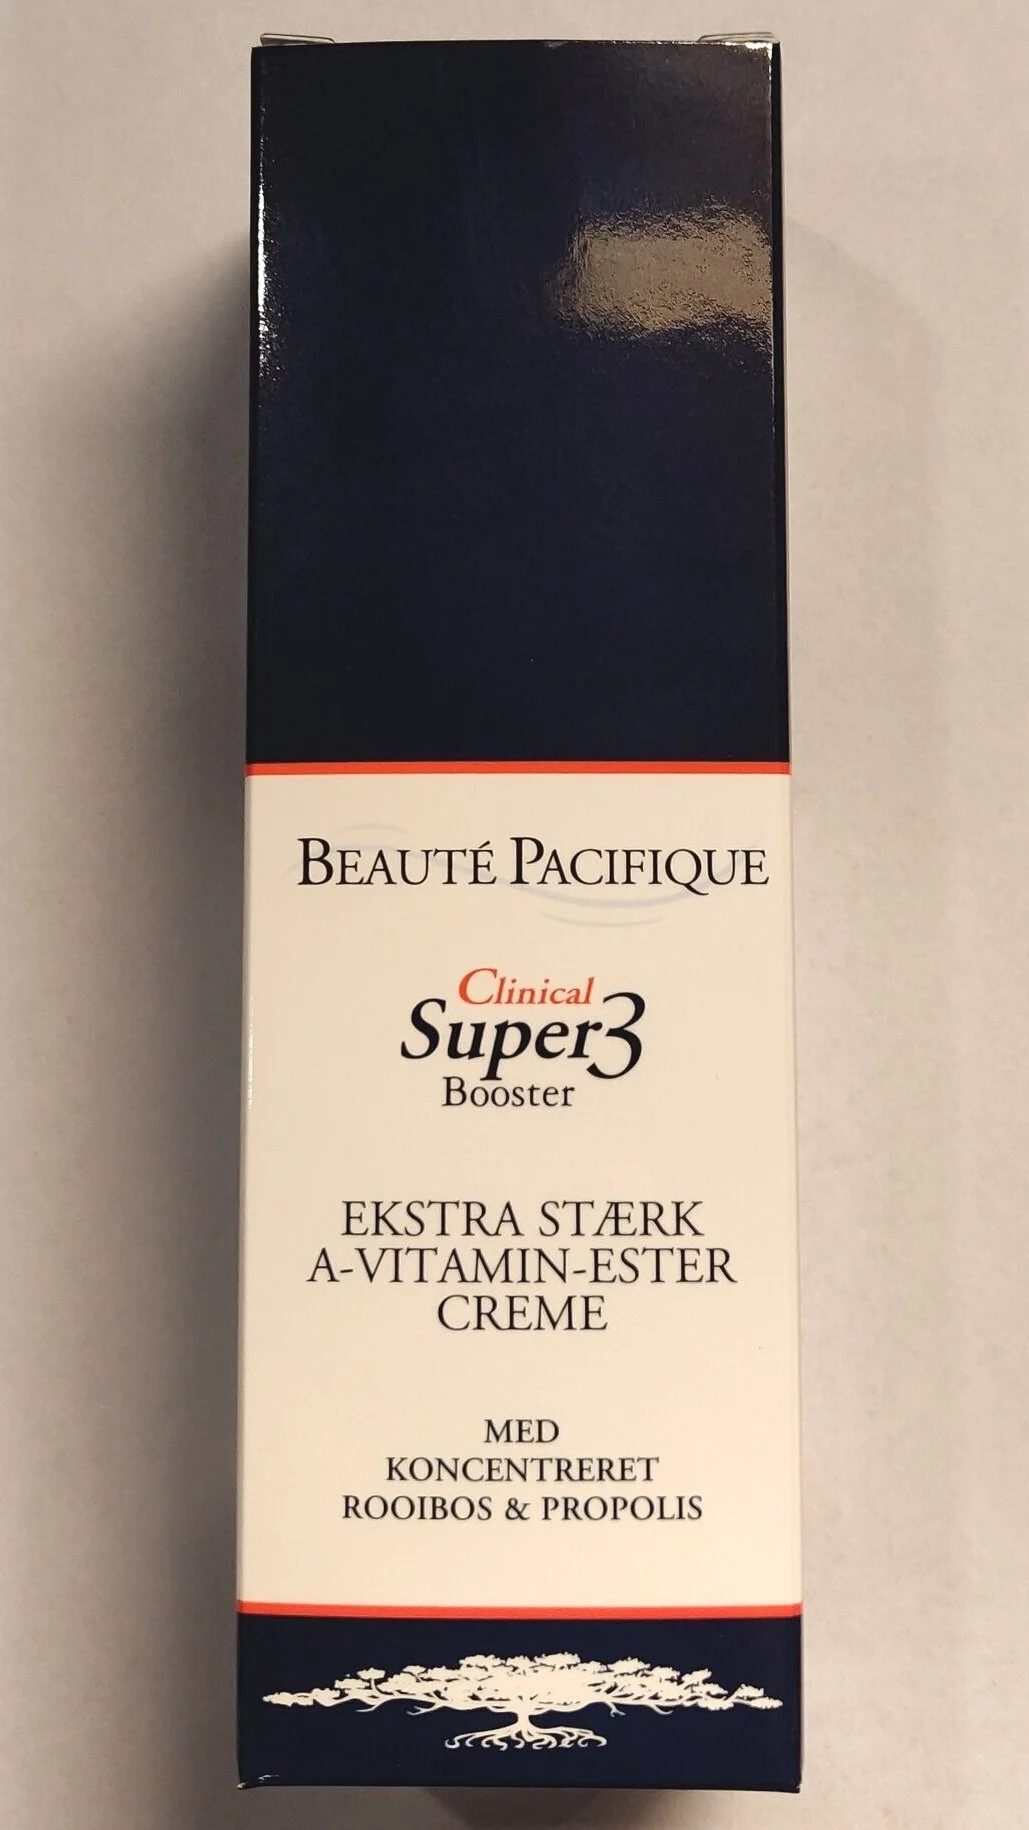 BEAUTÉ PACIFIQUE
Clinical
Super3
Booster
EKSTRA STÆRK
A-VITAMIN-ESTER
CREME
MED
KONCENTRERET
ROOIBOS & PROPOLIS